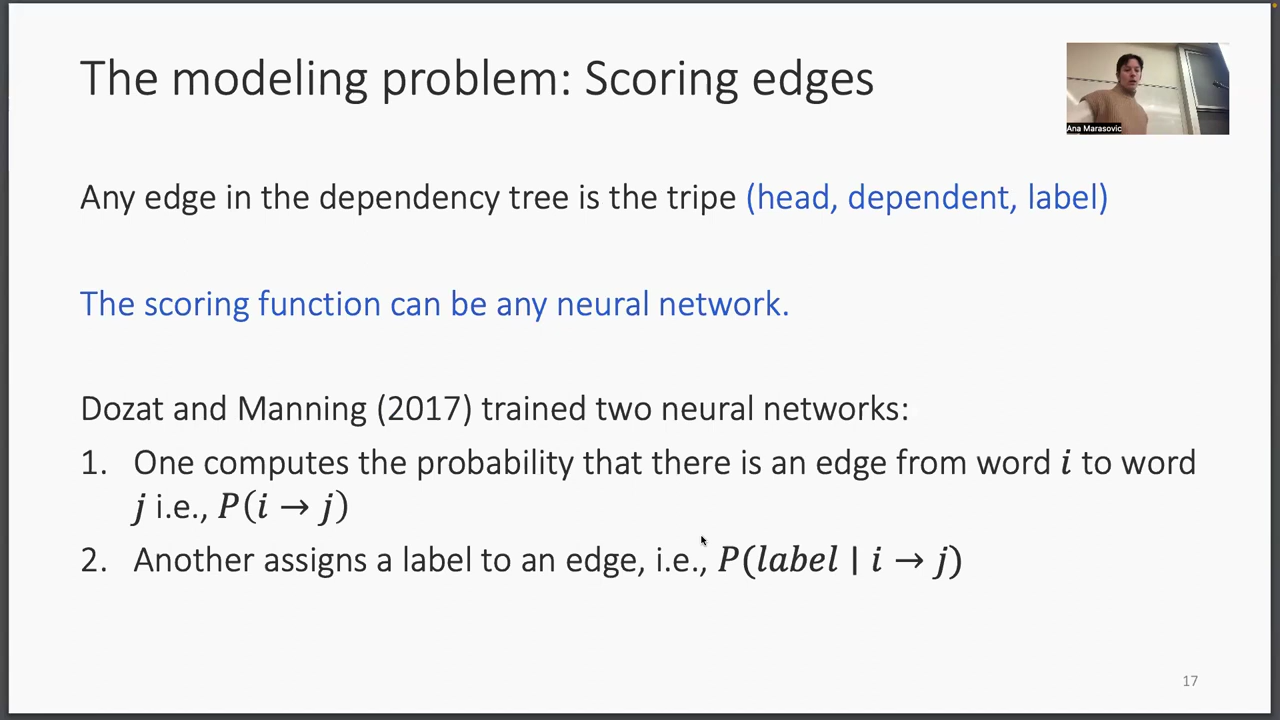 The modeling problem: Scoring edges
Ana Marasovic
Any edge in the dependency tree is the tripe (head, dependent, label)
The scoring function can be any neural network.
Dozat and Manning (2017) trained two neural networks:
1. One computes the probability that there is an edge from word i to word
j i.e., P(i → j)
2. Another assigns a label to an edge, i.e., P(label | i → j)
17